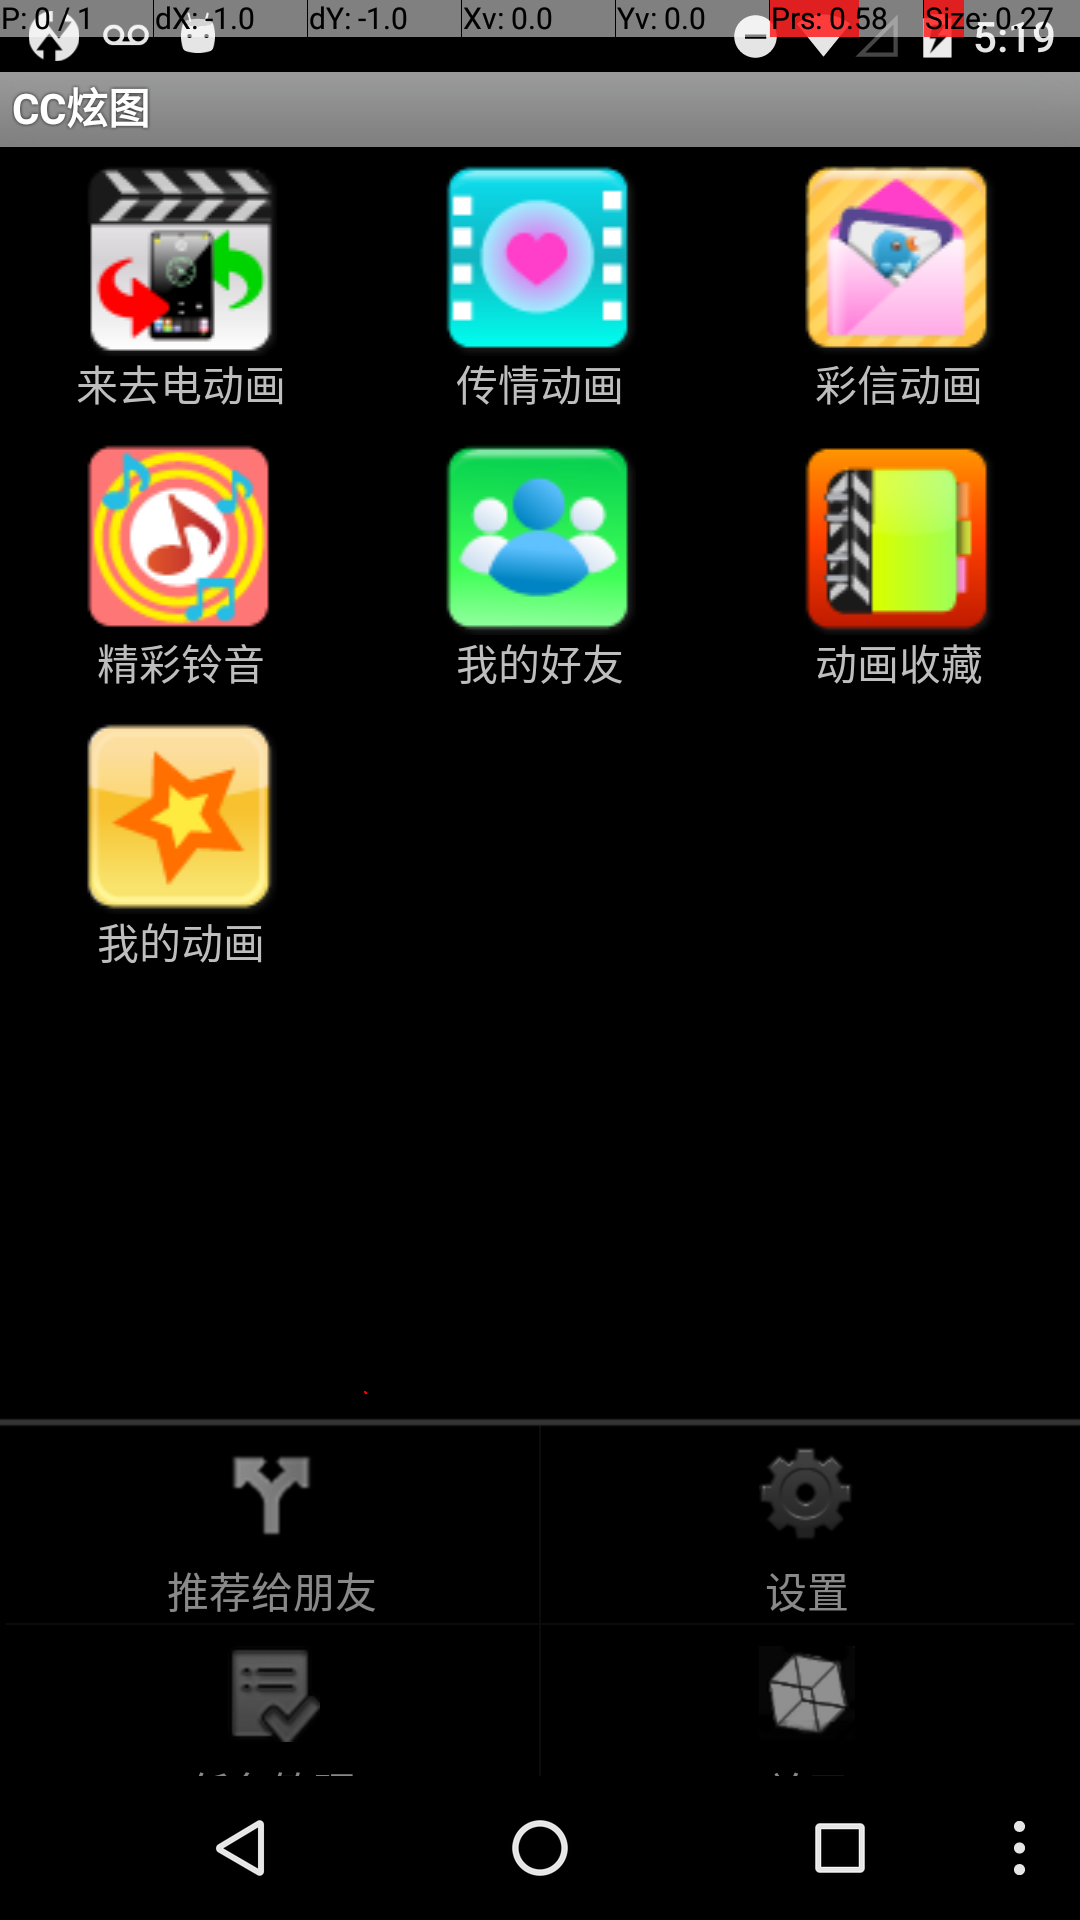 P: 0 / 1 dX: -1.0 dY: -1.0 Xv: 0.0 Yv: 0.0 Prs: 0.58 Size: 0.27
5:19
CC炫图
来去电动画 传情动画 彩信动画
精彩铃音 我的好友 动画收藏
我的动画
推荐给朋友 设置